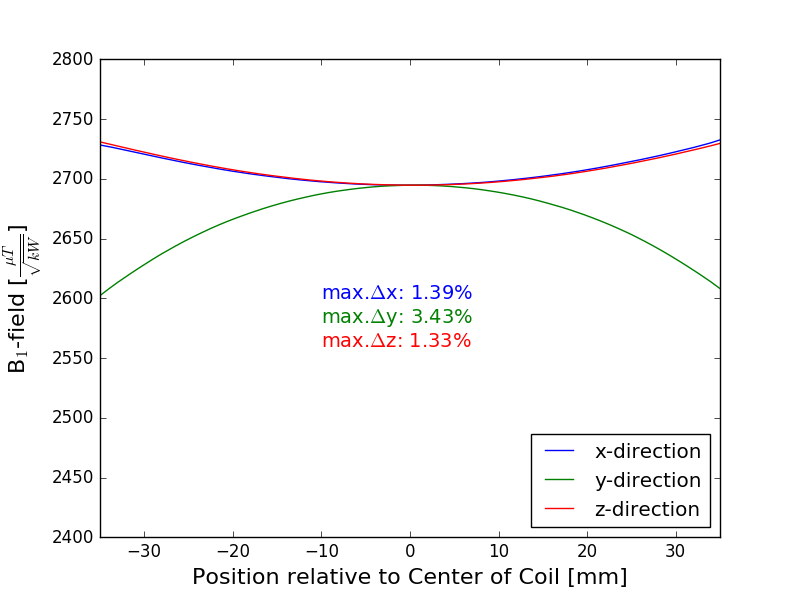 2800
2750
2700
2650
2600
2550
2500
2450
2400
B₁-field [μT/√kW]
max.Δx: 1.39%
max.Δy: 3.43%
max.Δz: 1.33%
x-direction
y-direction
z-direction
−30 −20 −10 0 10 20 30
Position relative to Center of Coil [mm]